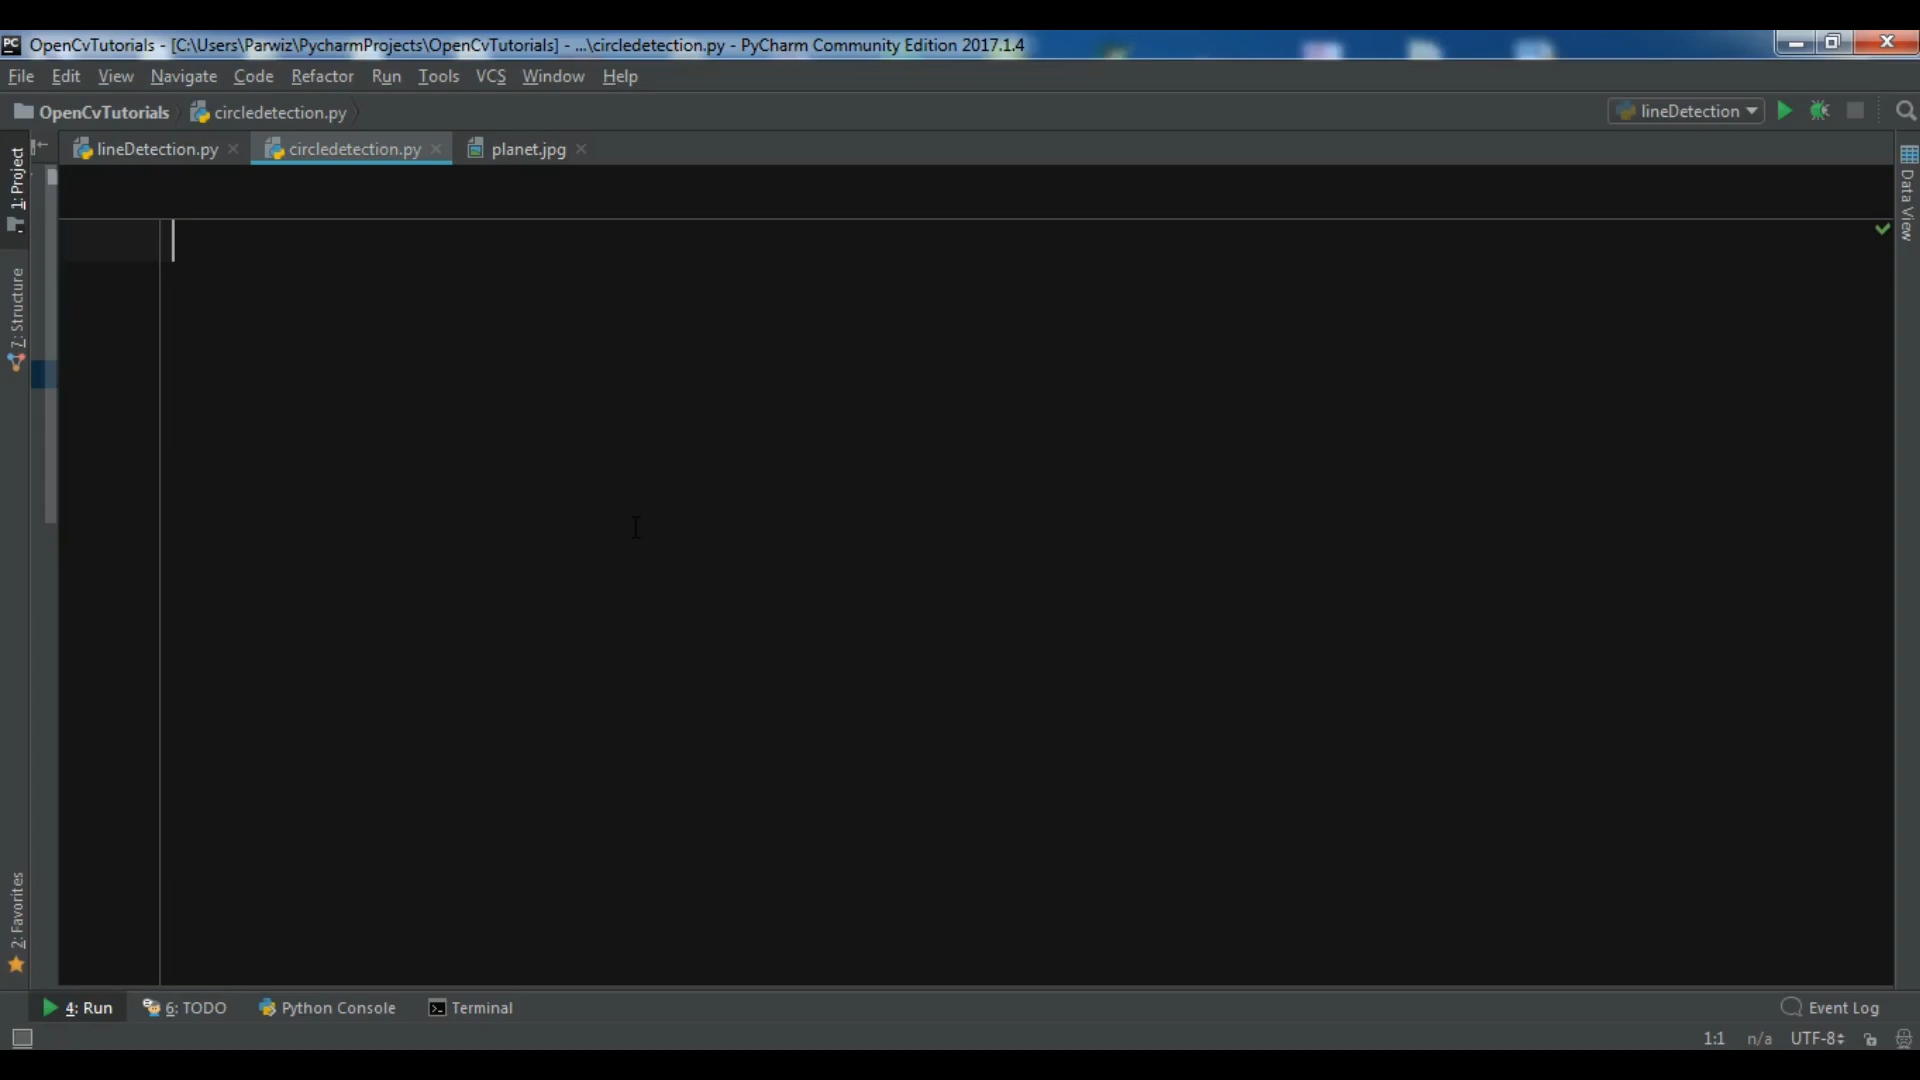 PC OpenCvTutorials - [C:\Users\Parwiz\PycharmProjects\OpenCvTutorials] - ...\circledetection.py - PyCharm Community Edition 2017.1.4
File Edit View Navigate Code Refactor Run Tools VCS Window Help
OpenCvTutorials circledetection.py lineDetection
lineDetection.py circledetection.py planet.jpg
1: Project
7: Structure
2: Favorites
Data View
4: Run 6: TODO Python Console Terminal Event Log
1:1 n/a UTF-8